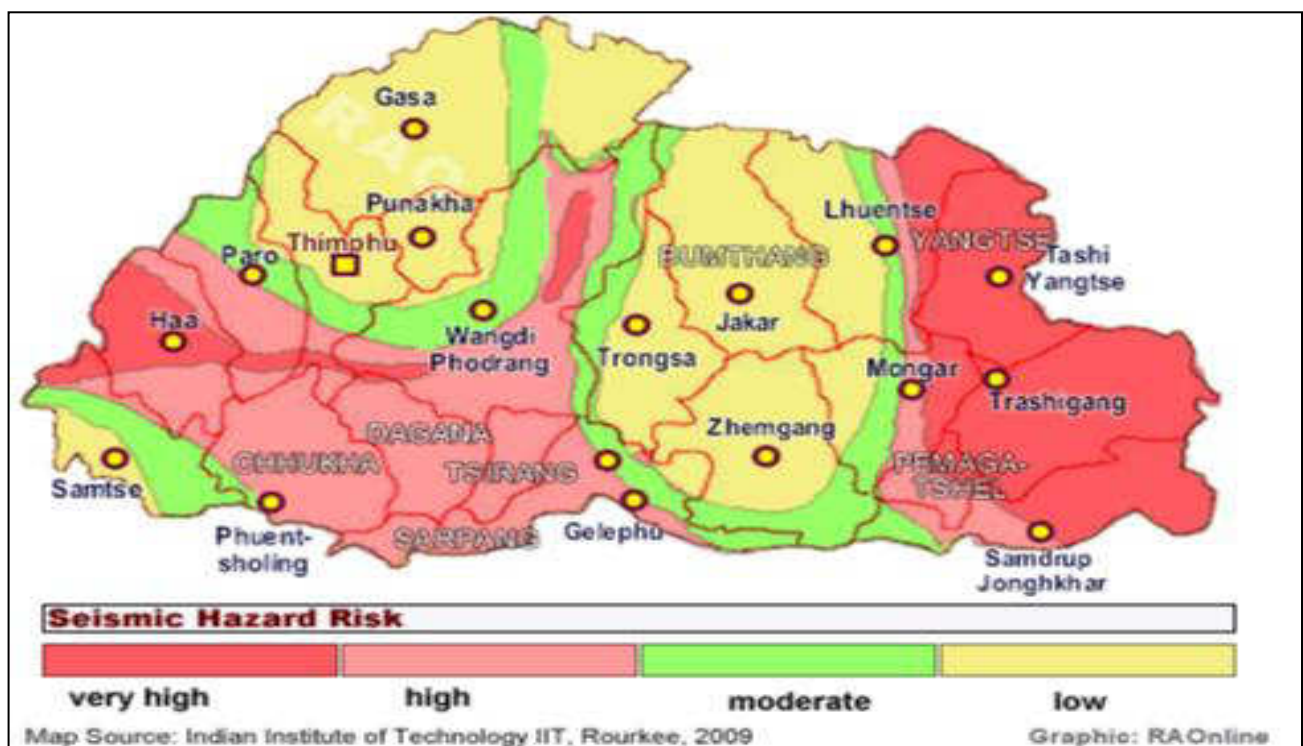 Gasa
RAO
Punakha
Thimphu
Paro
Lhuentse
YANGTSE
Tashi
Yangtse
BUMTHANG
Haa
Wangdi
Phodrang
Jakar
Trongsa
Mongar
Trashigang
Zhemgang
DAGANA
CHHUKHA
TSIRANG
PEMAGA-
TSHEL
Samtse
Phuent-
sholing
SARPANG
Gelephu
Samdrup
Jonghkhar
Seismic Hazard Risk
very high
high
moderate
low
Map Source: Indian Institute of Technology IIT, Rourkee, 2009
Graphic: RAOnline